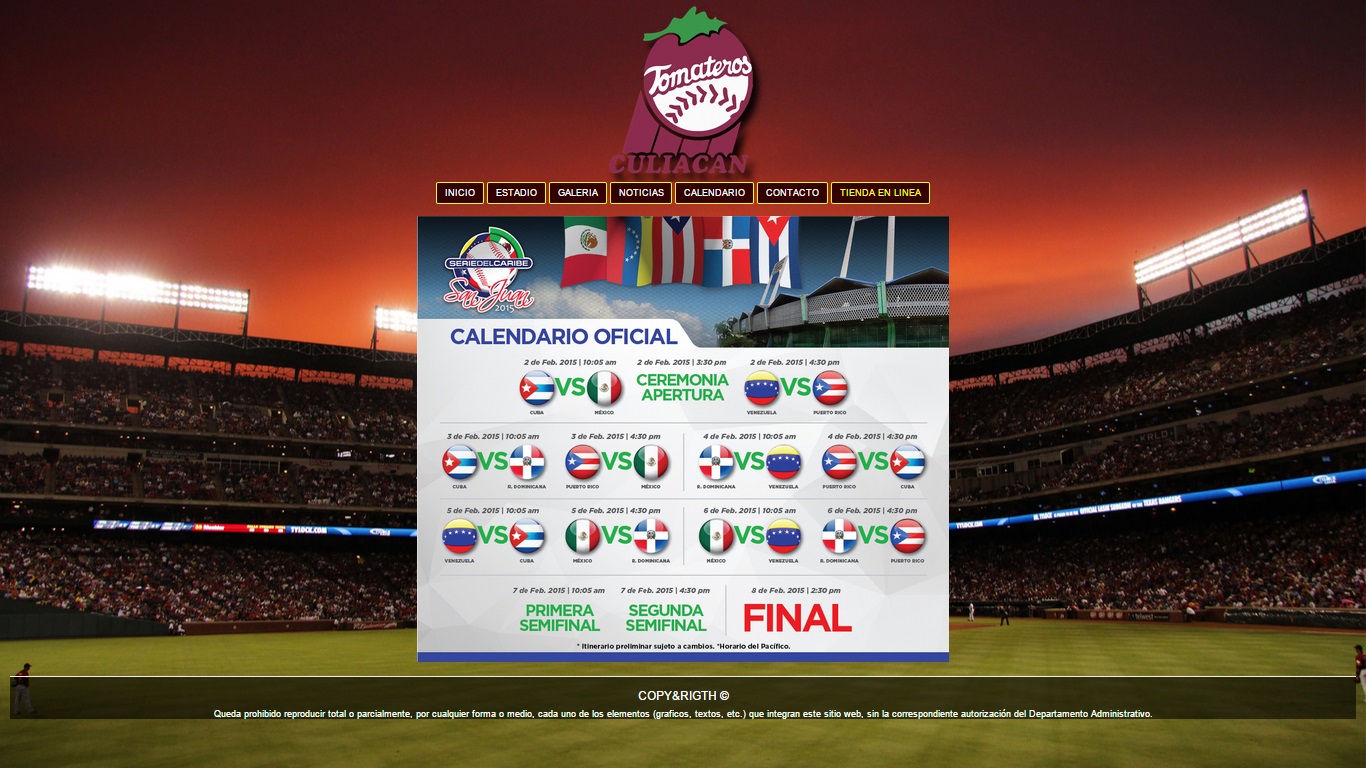 Tomateros
CULIACAN
INICIO ESTADIO GALERIA NOTICIAS CALENDARIO CONTACTO TIENDA EN LINEA
SERIEDELCARIBE
San Juan
2015
CALENDARIO OFICIAL
2 de Feb. 2015 | 10:05 am 2 de Feb. 2015 | 3:30 pm 2 de Feb. 2015 | 4:30 pm
VS CEREMONIA APERTURA VS
CUBA MÉXICO VENEZUELA PUERTO RICO
3 de Feb. 2015 | 10:05 am 3 de Feb. 2015 | 4:30 pm 4 de Feb. 2015 | 10:05 am 4 de Feb. 2015 | 4:30 pm
VS VS VS VS
CUBA R. DOMINICANA PUERTO RICO MÉXICO R. DOMINICANA VENEZUELA PUERTO RICO CUBA
5 de Feb. 2015 | 10:05 am 5 de Feb. 2015 | 4:30 pm 6 de Feb. 2015 | 10:05 am 6 de Feb. 2015 | 4:30 pm
VS VS VS VS
VENEZUELA CUBA MÉXICO R. DOMINICANA MÉXICO VENEZUELA R. DOMINICANA PUERTO RICO
7 de Feb. 2015 | 10:05 am 7 de Feb. 2015 | 4:30 pm 8 de Feb. 2015 | 2:30 pm
PRIMERA SEMIFINAL SEGUNDA SEMIFINAL FINAL
* Itinerario preliminar sujeto a cambios. *Horario del Pacífico.
TYLOCK.COM
COPY&RIGTH ©
Queda prohibido reproducir total o parcialmente, por cualquier forma o medio, cada uno de los elementos (graficos, textos, etc.) que integran este sitio web, sin la correspondiente autorización del Departamento Administrativo.